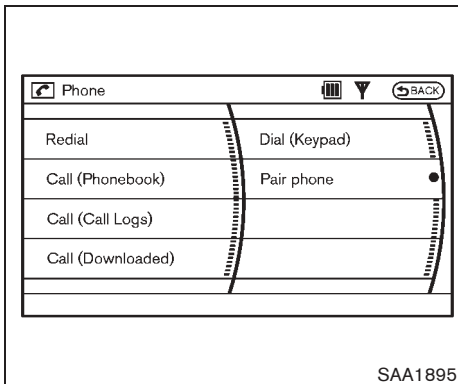 Phone
BACK
Redial
Dial (Keypad)
Call (Phonebook)
Pair phone
Call (Call Logs)
Call (Downloaded)
SAA1895